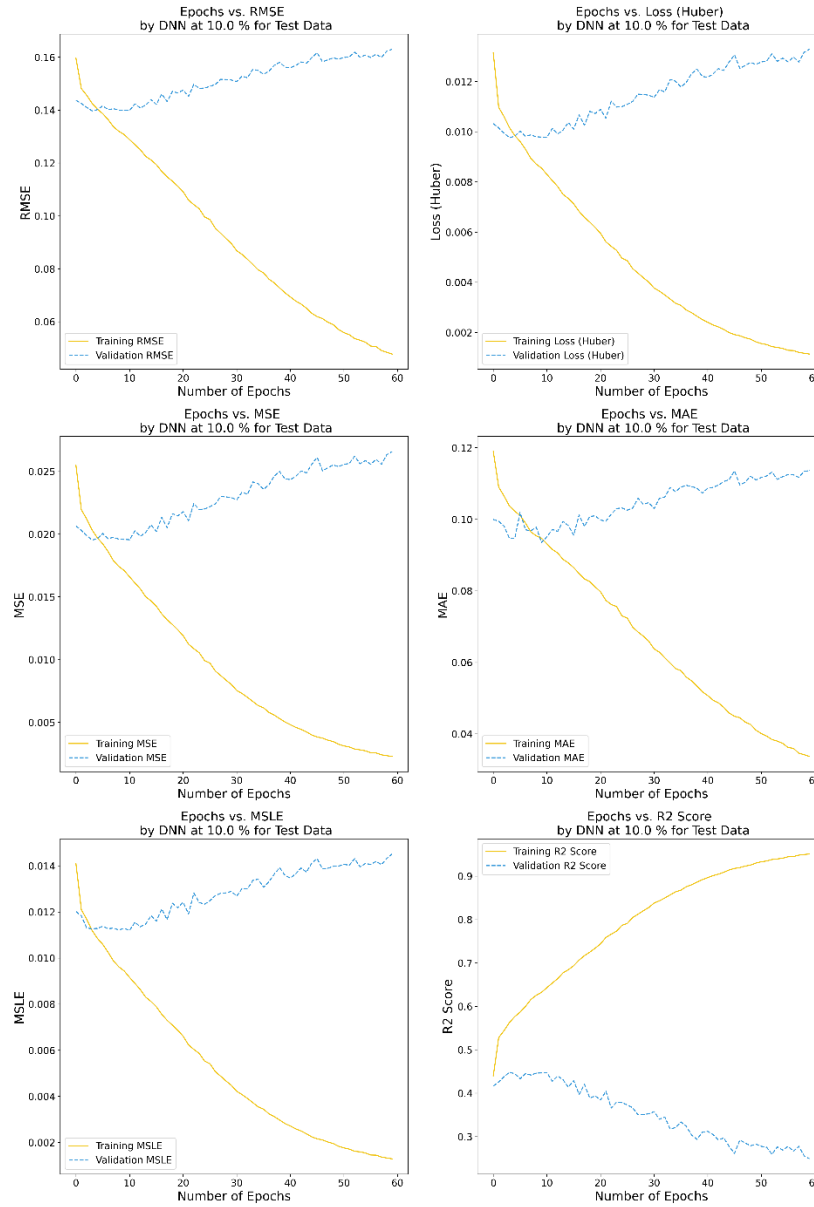 Epochs vs. RMSE
by DNN at 10.0 % for Test Data
RMSE
0.16
0.14
0.12
0.10
0.08
0.06
Training RMSE
Validation RMSE
0 10 20 30 40 50 60
Number of Epochs
Epochs vs. Loss (Huber)
by DNN at 10.0 % for Test Data
Loss (Huber)
0.012
0.010
0.008
0.006
0.004
0.002
Training Loss (Huber)
Validation Loss (Huber)
0 10 20 30 40 50 60
Number of Epochs
Epochs vs. MSE
by DNN at 10.0 % for Test Data
MSE
0.025
0.020
0.015
0.010
0.005
Training MSE
Validation MSE
0 10 20 30 40 50 60
Number of Epochs
Epochs vs. MAE
by DNN at 10.0 % for Test Data
MAE
0.12
0.10
0.08
0.06
0.04
Training MAE
Validation MAE
0 10 20 30 40 50 60
Number of Epochs
Epochs vs. MSLE
by DNN at 10.0 % for Test Data
MSLE
0.014
0.012
0.010
0.008
0.006
0.004
0.002
Training MSLE
Validation MSLE
0 10 20 30 40 50 60
Number of Epochs
Epochs vs. R2 Score
by DNN at 10.0 % for Test Data
R2 Score
0.9
0.8
0.7
0.6
0.5
0.4
0.3
Training R2 Score
Validation R2 Score
0 10 20 30 40 50 60
Number of Epochs